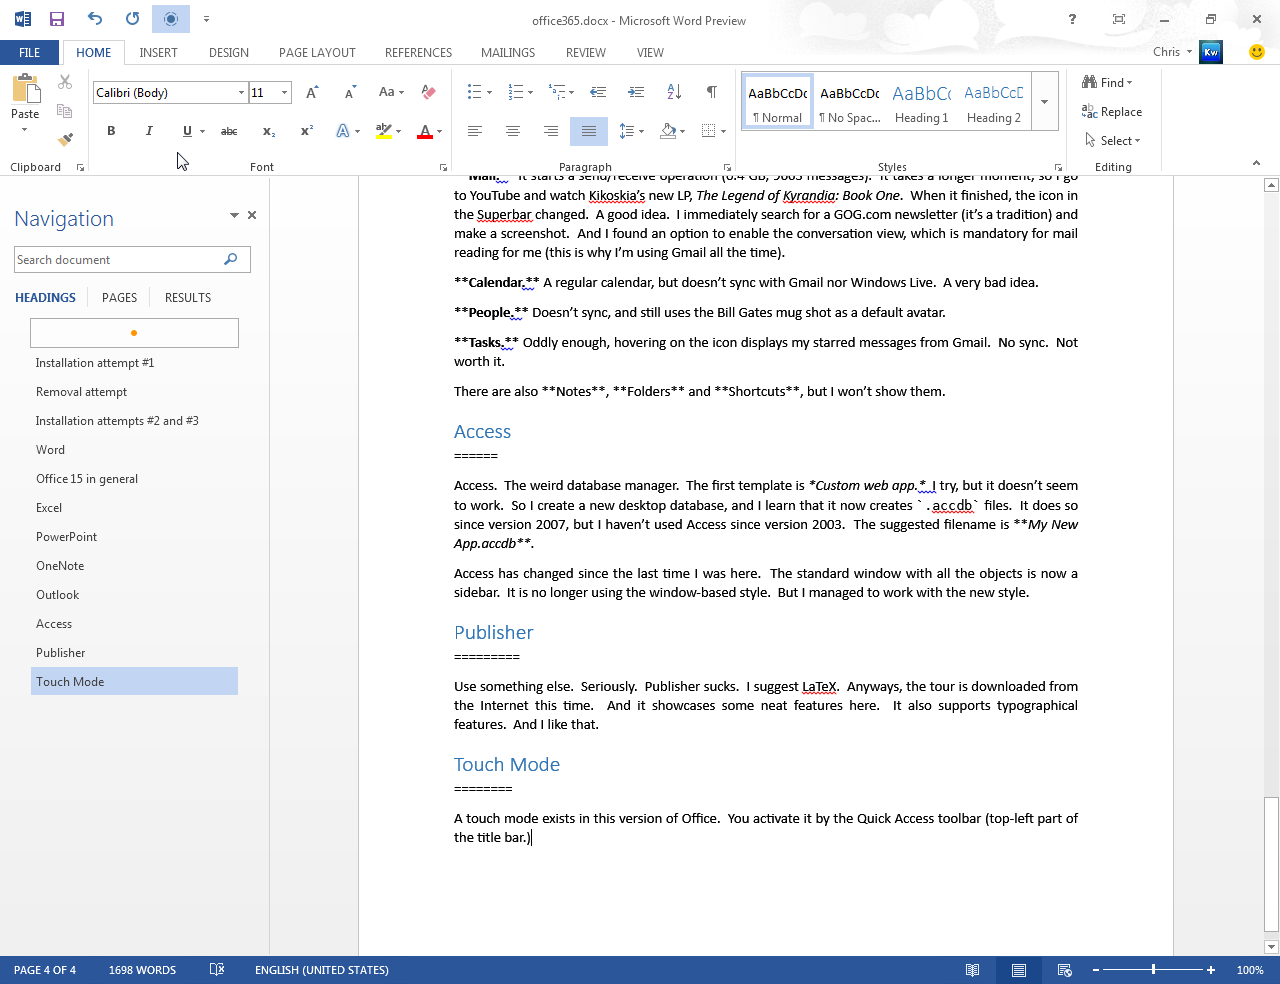 office365.docx - Microsoft Word Preview
FILE HOME INSERT DESIGN PAGE LAYOUT REFERENCES MAILINGS REVIEW VIEW Chris Kw
Calibri (Body) 11 Aa
AaBbCcDc AaBbCcDc AaBbCc AaBbCcD
¶ Normal ¶ No Spac... Heading 1 Heading 2
Find
Replace
Select
Paste
B I U abc x₂ x² A ab A
Clipboard Font Paragraph Styles Editing
Navigation
Search document
HEADINGS PAGES RESULTS
Installation attempt #1
Removal attempt
Installation attempts #2 and #3
Word
Office 15 in general
Excel
PowerPoint
OneNote
Outlook
Access
Publisher
Touch Mode
**Mail.** It starts a send/receive operation (6.4 GB, 9665 messages). It takes a longer moment, so I go
to YouTube and watch Kikoskia’s new LP, The Legend of Kyrandia: Book One. When it finished, the icon in
the Superbar changed. A good idea. I immediately search for a GOG.com newsletter (it’s a tradition) and
make a screenshot. And I found an option to enable the conversation view, which is mandatory for mail
reading for me (this is why I’m using Gmail all the time).
**Calendar.** A regular calendar, but doesn’t sync with Gmail nor Windows Live. A very bad idea.
**People.** Doesn’t sync, and still uses the Bill Gates mug shot as a default avatar.
**Tasks.** Oddly enough, hovering on the icon displays my starred messages from Gmail. No sync. Not
worth it.
There are also **Notes**, **Folders** and **Shortcuts**, but I won’t show them.
Access
======
Access. The weird database manager. The first template is *Custom web app.* I try, but it doesn’t seem
to work. So I create a new desktop database, and I learn that it now creates `.accdb` files. It does so
since version 2007, but I haven’t used Access since version 2003. The suggested filename is **My New
App.accdb**.
Access has changed since the last time I was here. The standard window with all the objects is now a
sidebar. It is no longer using the window-based style. But I managed to work with the new style.
Publisher
=========
Use something else. Seriously. Publisher sucks. I suggest LaTeX. Anyways, the tour is downloaded from
the Internet this time. And it showcases some neat features here. It also supports typographical
features. And I like that.
Touch Mode
========
A touch mode exists in this version of Office. You activate it by the Quick Access toolbar (top-left part of
the title bar.)
PAGE 4 OF 4 1698 WORDS ENGLISH (UNITED STATES) 100%